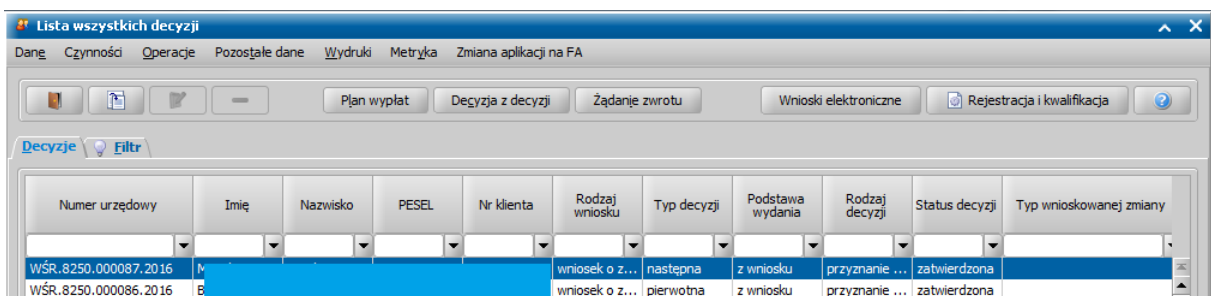 Lista wszystkich decyzji
Dane Czynności Operacje Pozostałe dane Wydruki Metryka Zmiana aplikacji na FA
Plan wypłat Decyzja z decyzji Żądanie zwrotu Wnioski elektroniczne Rejestracja i kwalifikacja
Decyzje Filtr
Numer urzędowy Imię Nazwisko PESEL Nr klienta Rodzaj wniosku Typ decyzji Podstawa wydania Rodzaj decyzji Status decyzji Typ wnioskowanej zmiany
WŚR.8250.000087.2016 M wniosek o z... następna z wniosku przyznanie ... zatwierdzona
WŚR.8250.000086.2016 B wniosek o z... pierwotna z wniosku przyznanie ... zatwierdzona